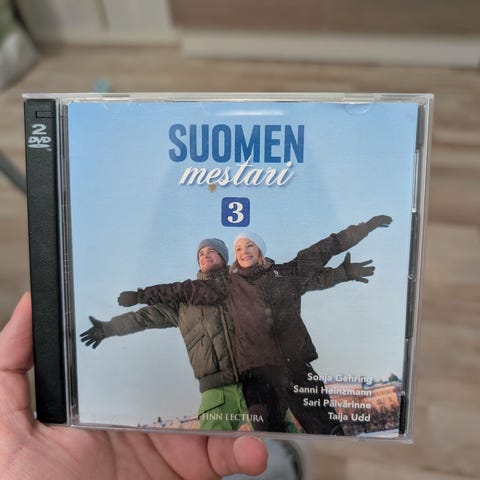 2
DVD
SUOMEN
mestari
3
Sonja Gehring
Sanni Heinzmann
Sari Päivärinne
Taija Udd
FINN LECTURA